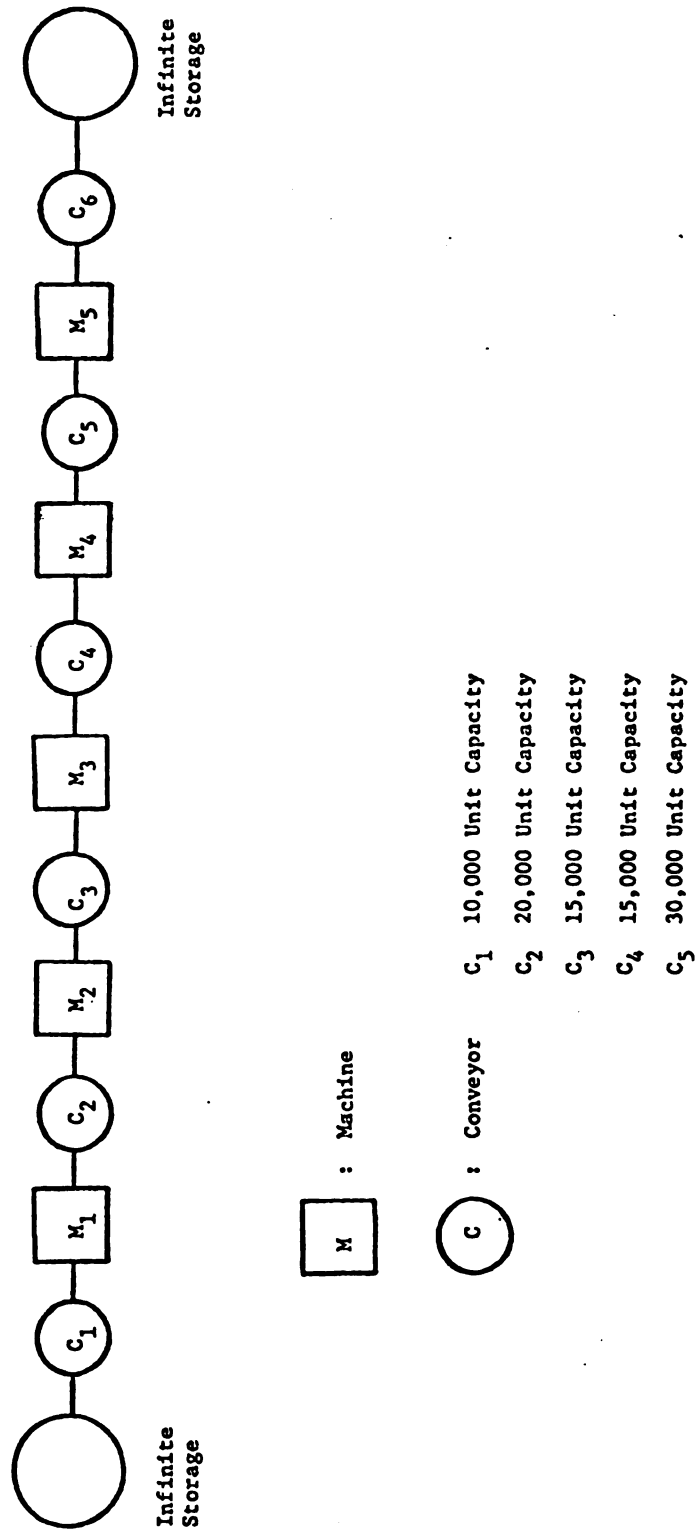 Infinite
Storage
C₁
M₁
C₂
M₂
C₃
M₃
C₄
M₄
C₅
M₅
C₆
Infinite
Storage
M : Machine
C : Conveyor
C₁ 10,000 Unit Capacity
C₂ 20,000 Unit Capacity
C₃ 15,000 Unit Capacity
C₄ 15,000 Unit Capacity
C₅ 30,000 Unit Capacity